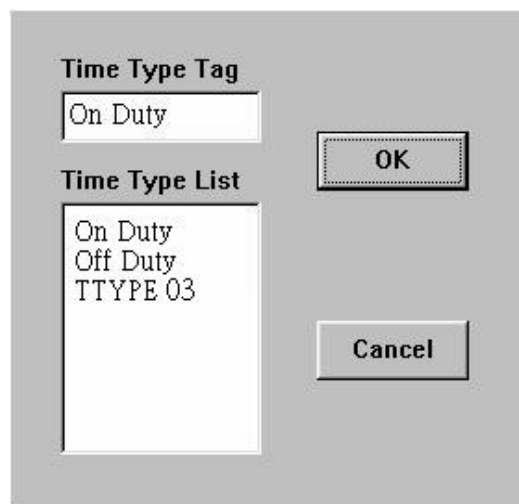 Time Type Tag
On Duty
OK
Time Type List
On Duty
Off Duty
TTYPE 03
Cancel